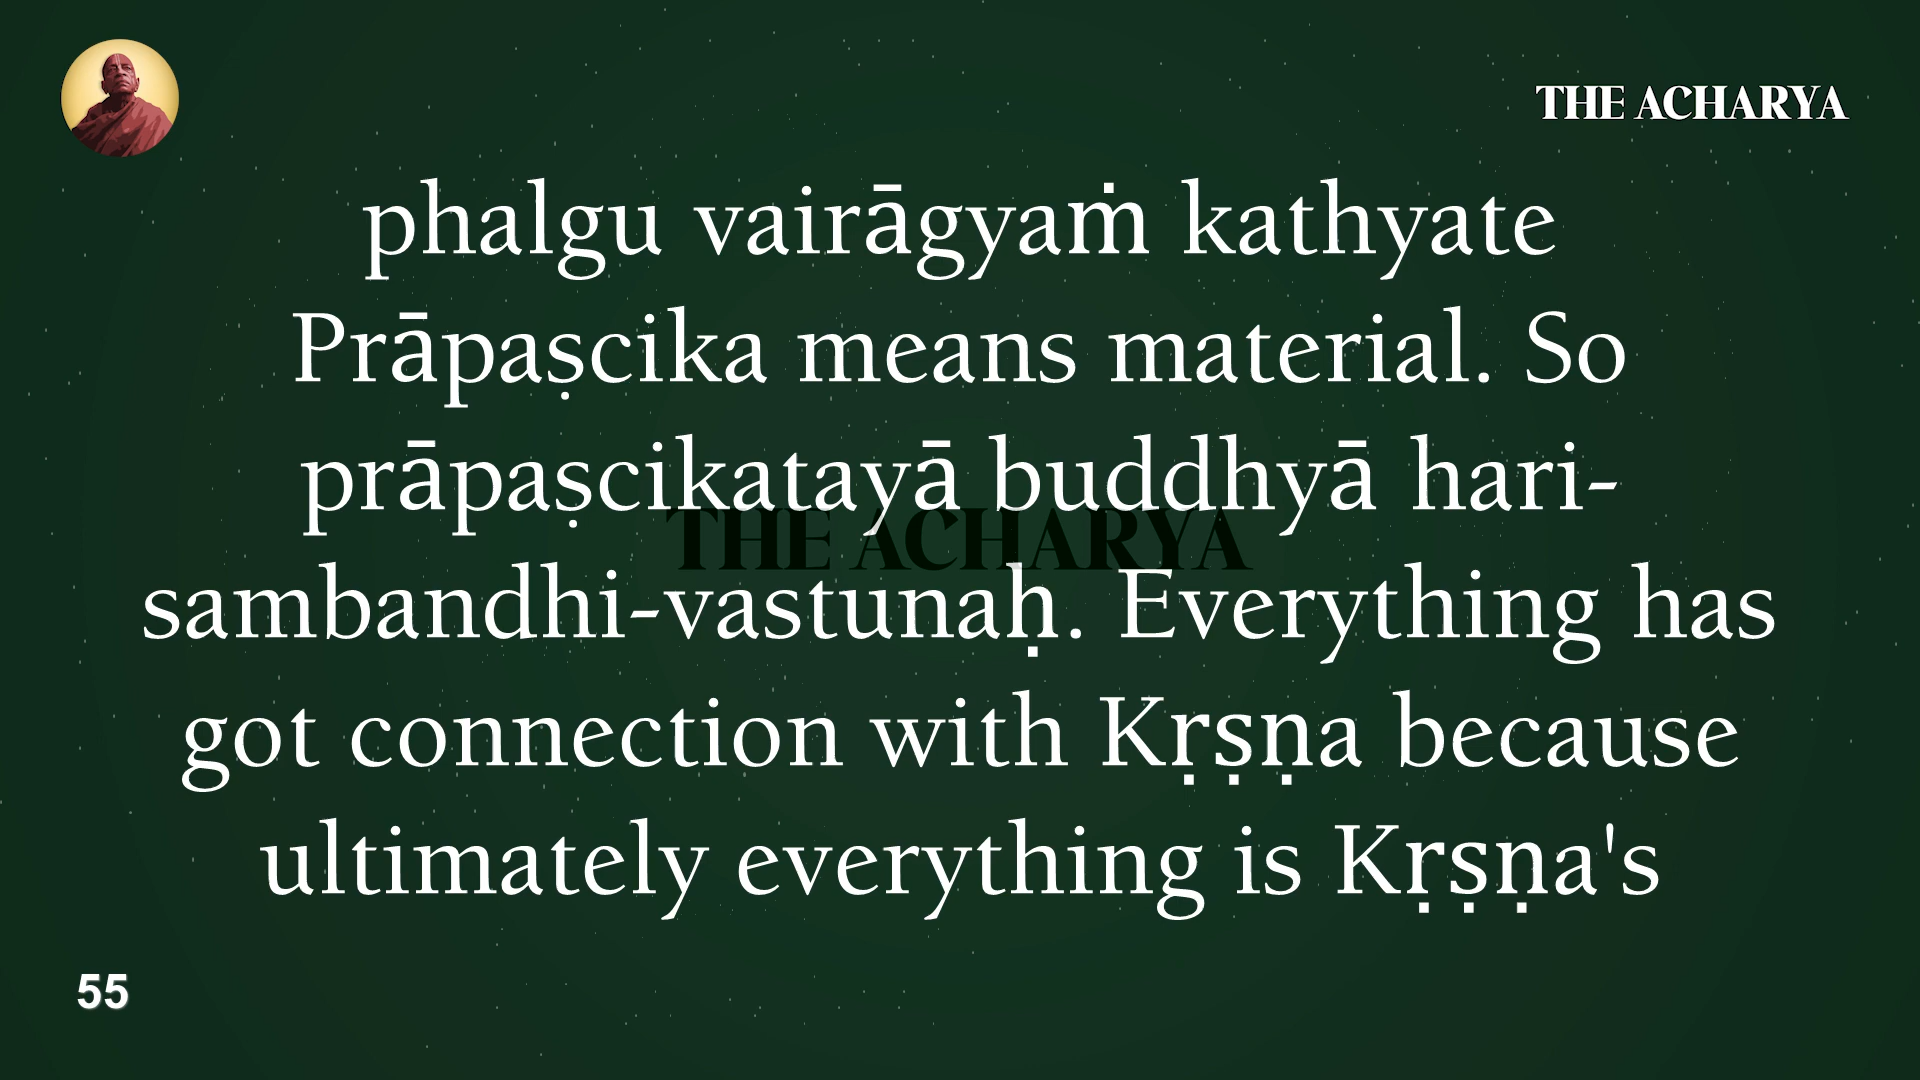 THE ACHARYA
phalgu vairāgyaṁ kathyate
Prāpaṣcika means material. So
prāpaṣcikatayā buddhyā hari-
THE ACHARYA
sambandhi-vastunaḥ. Everything has
got connection with Kṛṣṇa because
ultimately everything is Kṛṣṇa's
55